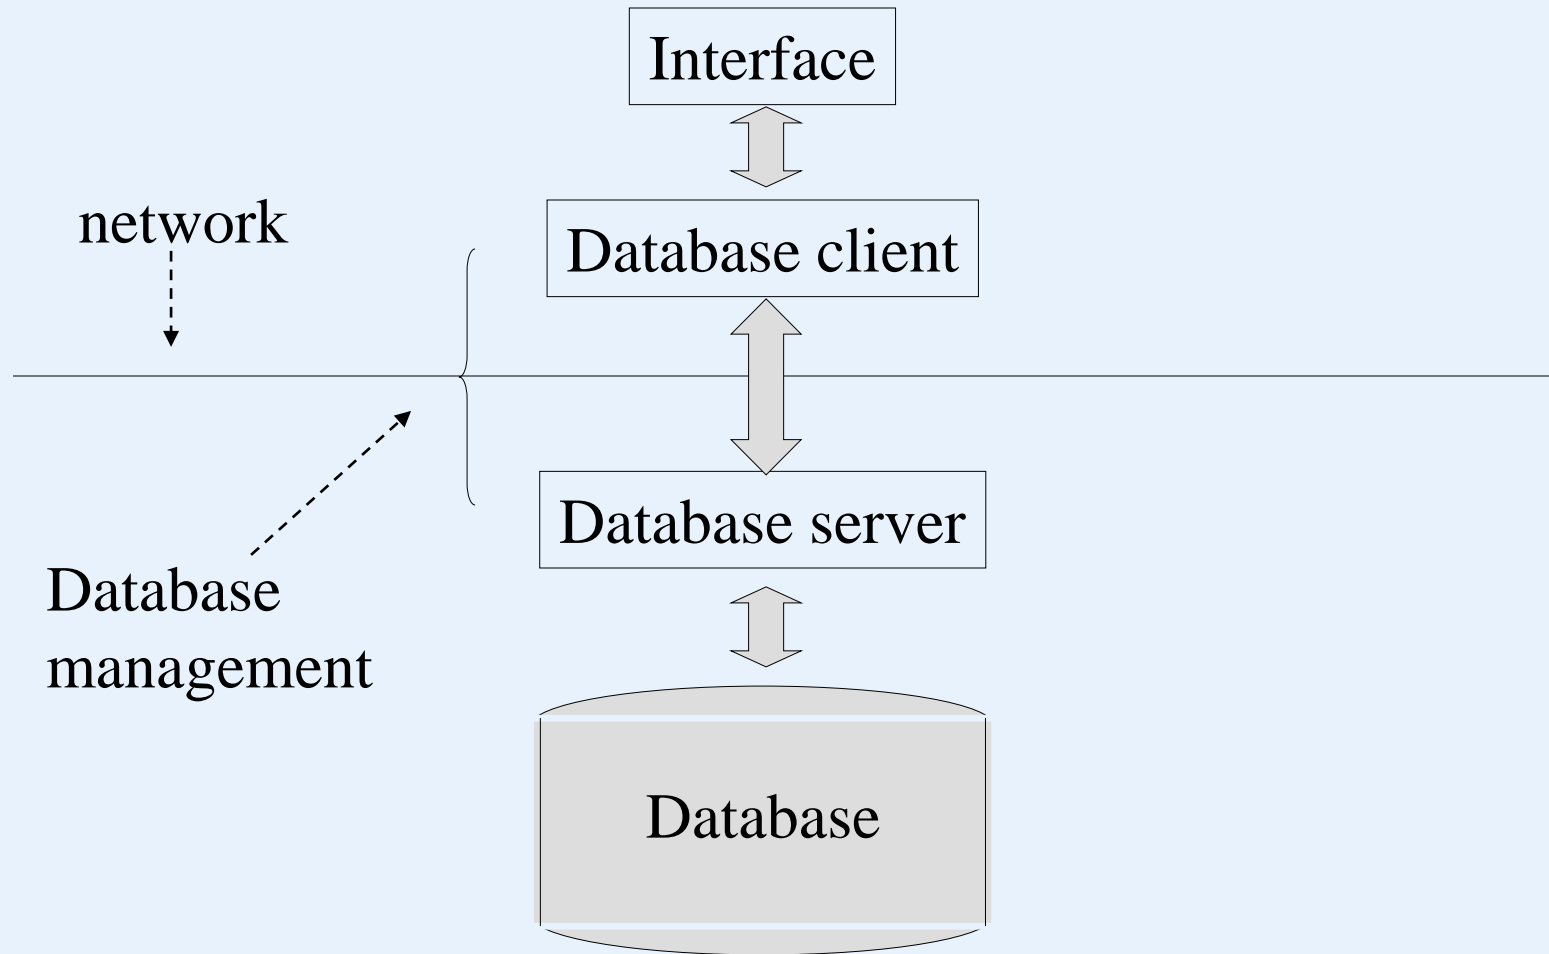 Interface
network
Database client
Database server
Database
management
Database